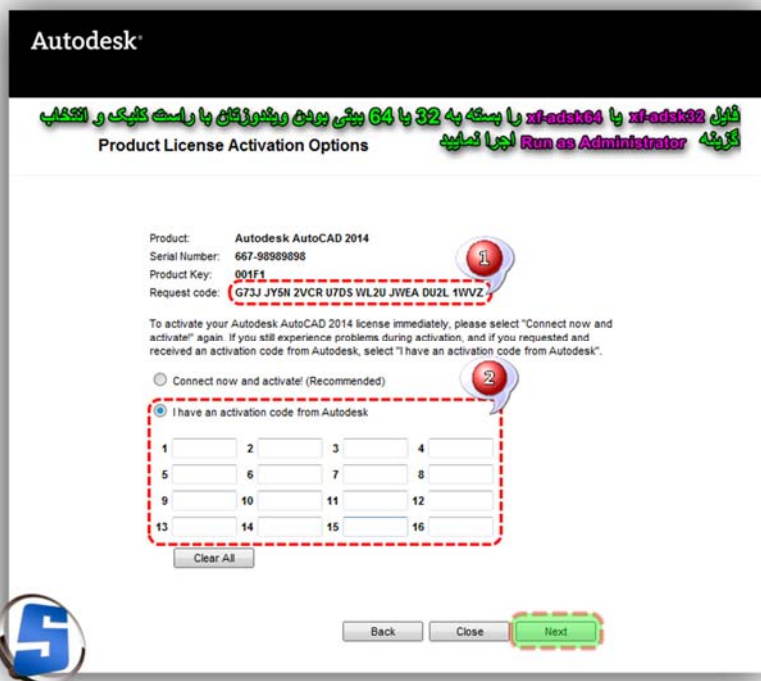 Autodesk
فایل xf-adsk32 یا xf-adsk64 را بسته به 32 یا 64 بیتی بودن ویندوزتان با راست کلیک و انتخاب
گزینه Run as Administrator اجرا نمایید
Product License Activation Options
Product: Autodesk AutoCAD 2014
Serial Number: 667-98989898
Product Key: 001F1
Request code: G73J JY5N 2VCR U7DS WL2U JWEA DU2L 1WVZ
1
To activate your Autodesk AutoCAD 2014 license immediately, please select "Connect now and
activate!" again. If you still experience problems during activation, and if you requested and
received an activation code from Autodesk, select "I have an activation code from Autodesk".
Connect now and activate! (Recommended)
2
I have an activation code from Autodesk
1 2 3 4
5 6 7 8
9 10 11 12
13 14 15 16
Clear All
Back Close Next
S